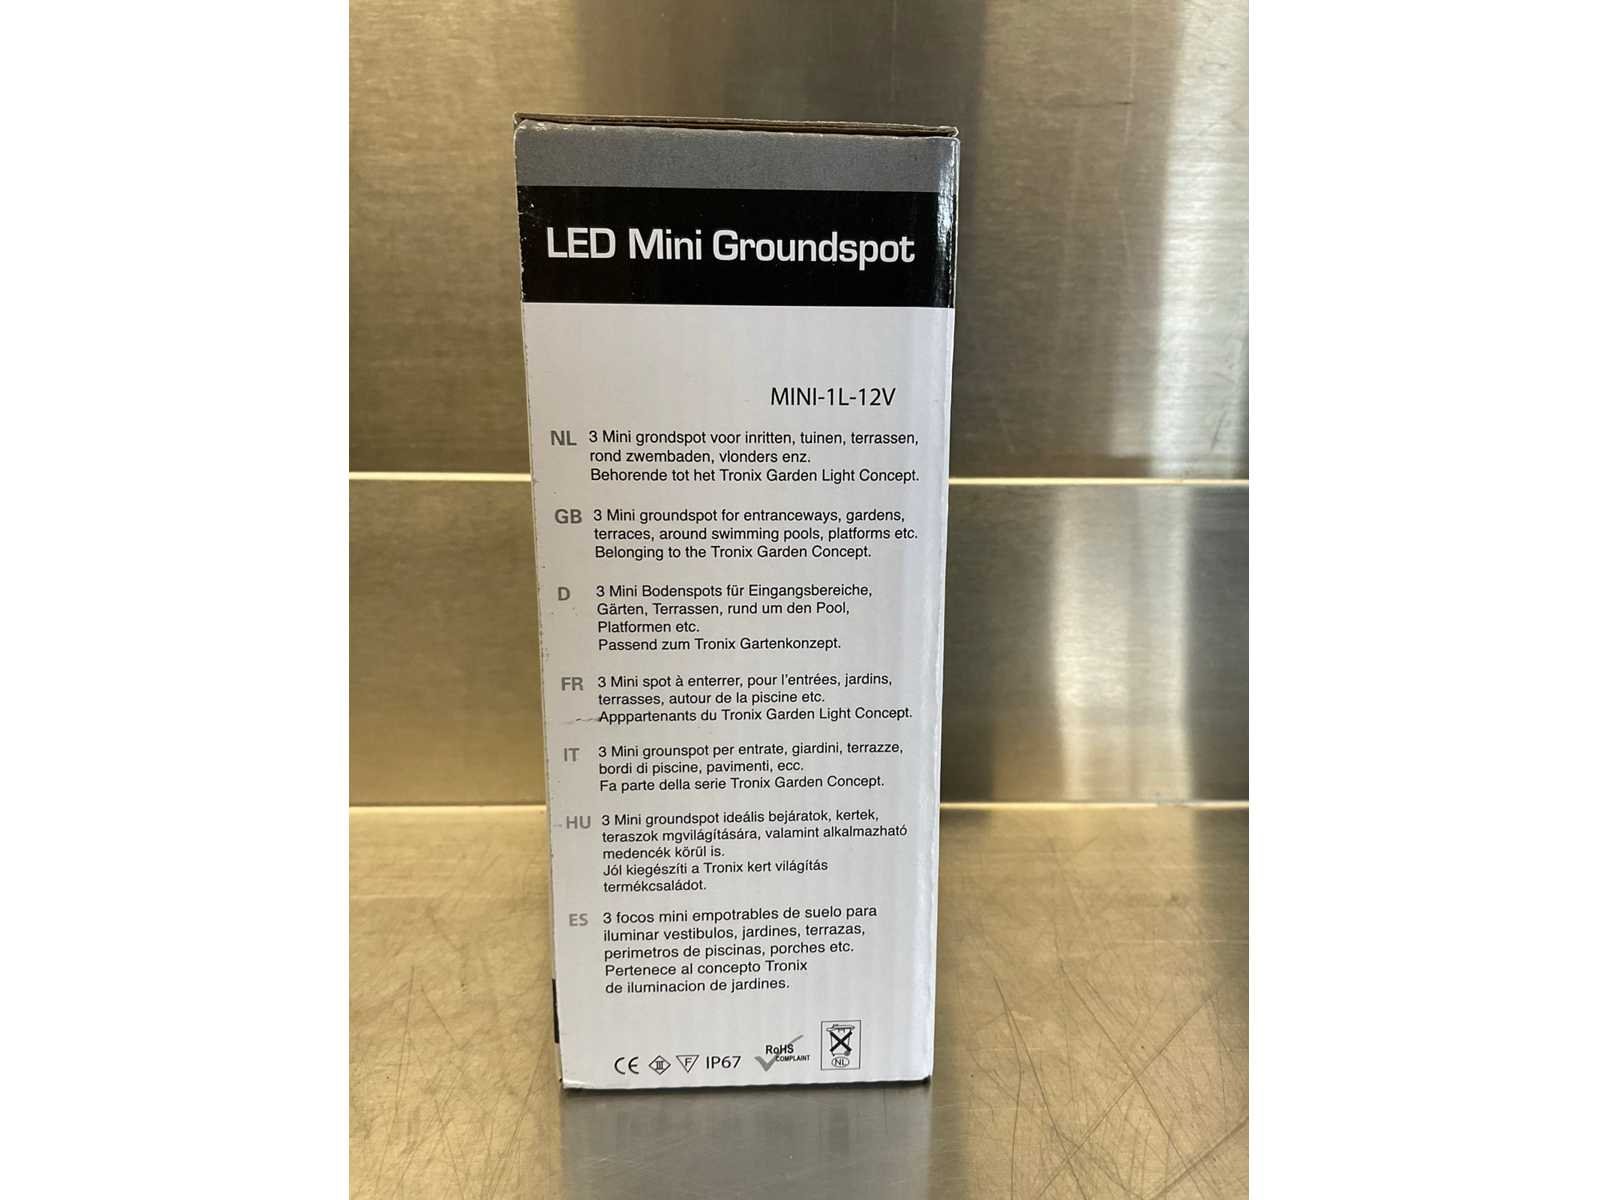 LED Mini Groundspot
MINI-1L-12V
NL 3 Mini grondspot voor inritten, tuinen, terrassen,
rond zwembaden, vlonders enz.
Behorende tot het Tronix Garden Light Concept.
GB 3 Mini groundspot for entranceways, gardens,
terraces, around swimming pools, platforms etc.
Belonging to the Tronix Garden Concept.
D 3 Mini Bodenspots für Eingangsbereiche,
Gärten, Terrassen, rund um den Pool,
Platformen etc.
Passend zum Tronix Gartenkonzept.
FR 3 Mini spot à enterrer, pour l'entrées, jardins,
terrasses, autour de la piscine etc.
Apppartenants du Tronix Garden Light Concept.
IT 3 Mini grounspot per entrate, giardini, terrazze,
bordi di piscine, pavimenti, ecc.
Fa parte della serie Tronix Garden Concept.
HU 3 Mini groundspot ideális bejáratok, kertek,
teraszok mgvilágítására, valamint alkalmazható
medencék körül is.
Jól kiegészíti a Tronix kert világítás
termékcsaládot.
ES 3 focos mini empotrables de suelo para
iluminar vestibulos, jardines, terrazas,
perimetros de piscinas, porches etc.
Pertenece al concepto Tronix
de iluminacion de jardines.
CE III F IP67 RoHS COMPLAINT NL